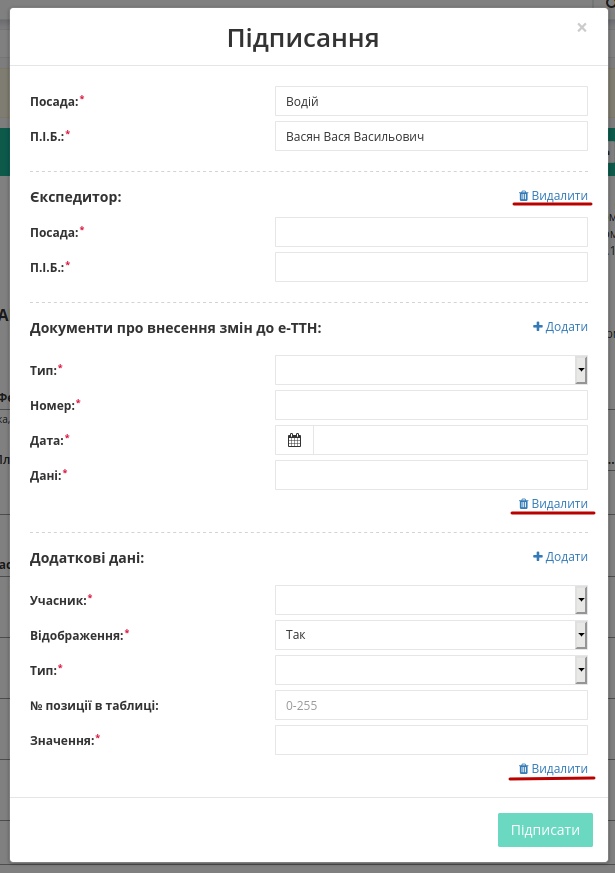 Підписання
×
Посада:* Водій
П.І.Б.:* Васян Вася Васильович
Єкспедитор: Видалити
Посада:*
П.І.Б.:*
Документи про внесення змін до е-ТТН: + Додати
Тип:*
Номер:*
Дата:*
Дані:*
Видалити
Додаткові дані: + Додати
Учасник:*
Відображення:* Так
Тип:*
№ позиції в таблиці: 0-255
Значення:*
Видалити
Підписати